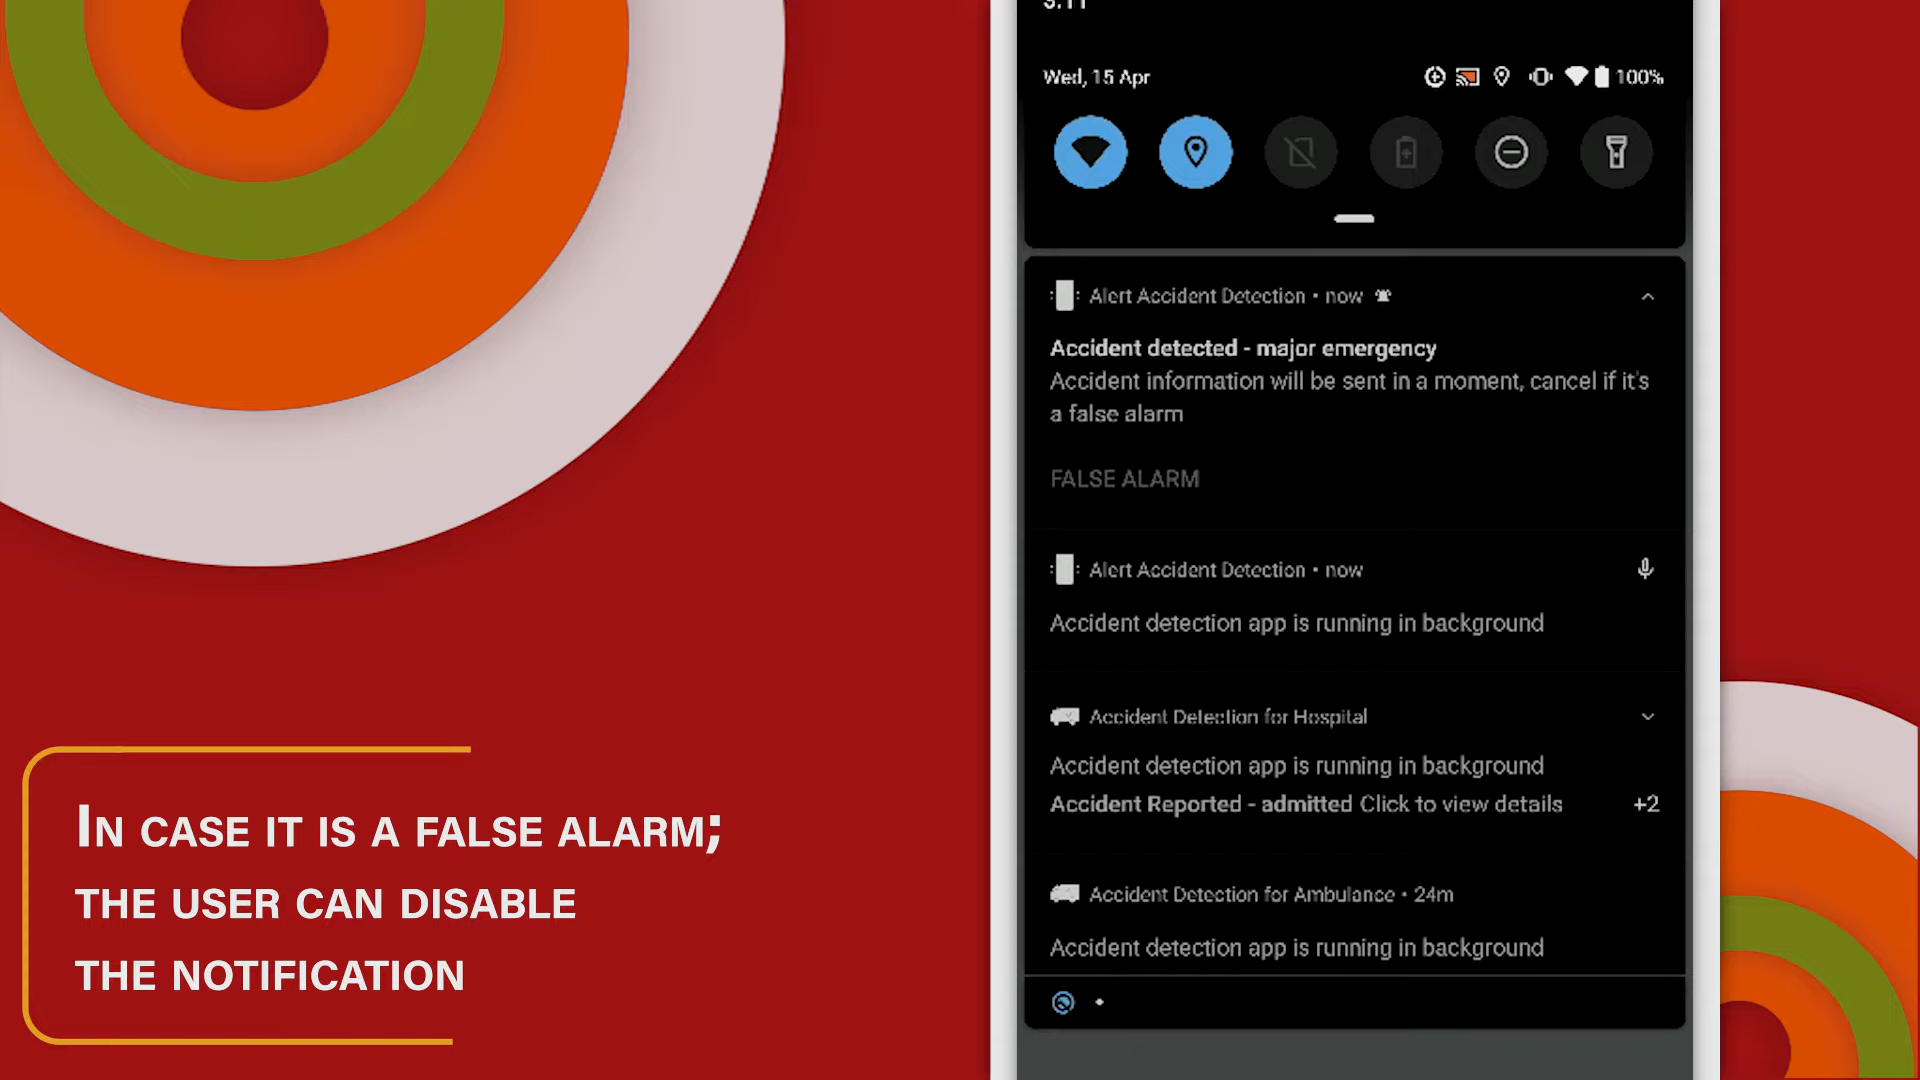 In case it is a false alarm;
the user can disable
the notification
Wed, 15 Apr
100%
Alert Accident Detection • now
Accident detected - major emergency
Accident information will be sent in a moment, cancel if it's
a false alarm
FALSE ALARM
Alert Accident Detection • now
Accident detection app is running in background
Accident Detection for Hospital
Accident detection app is running in background
Accident Reported - admitted Click to view details +2
Accident Detection for Ambulance • 24m
Accident detection app is running in background